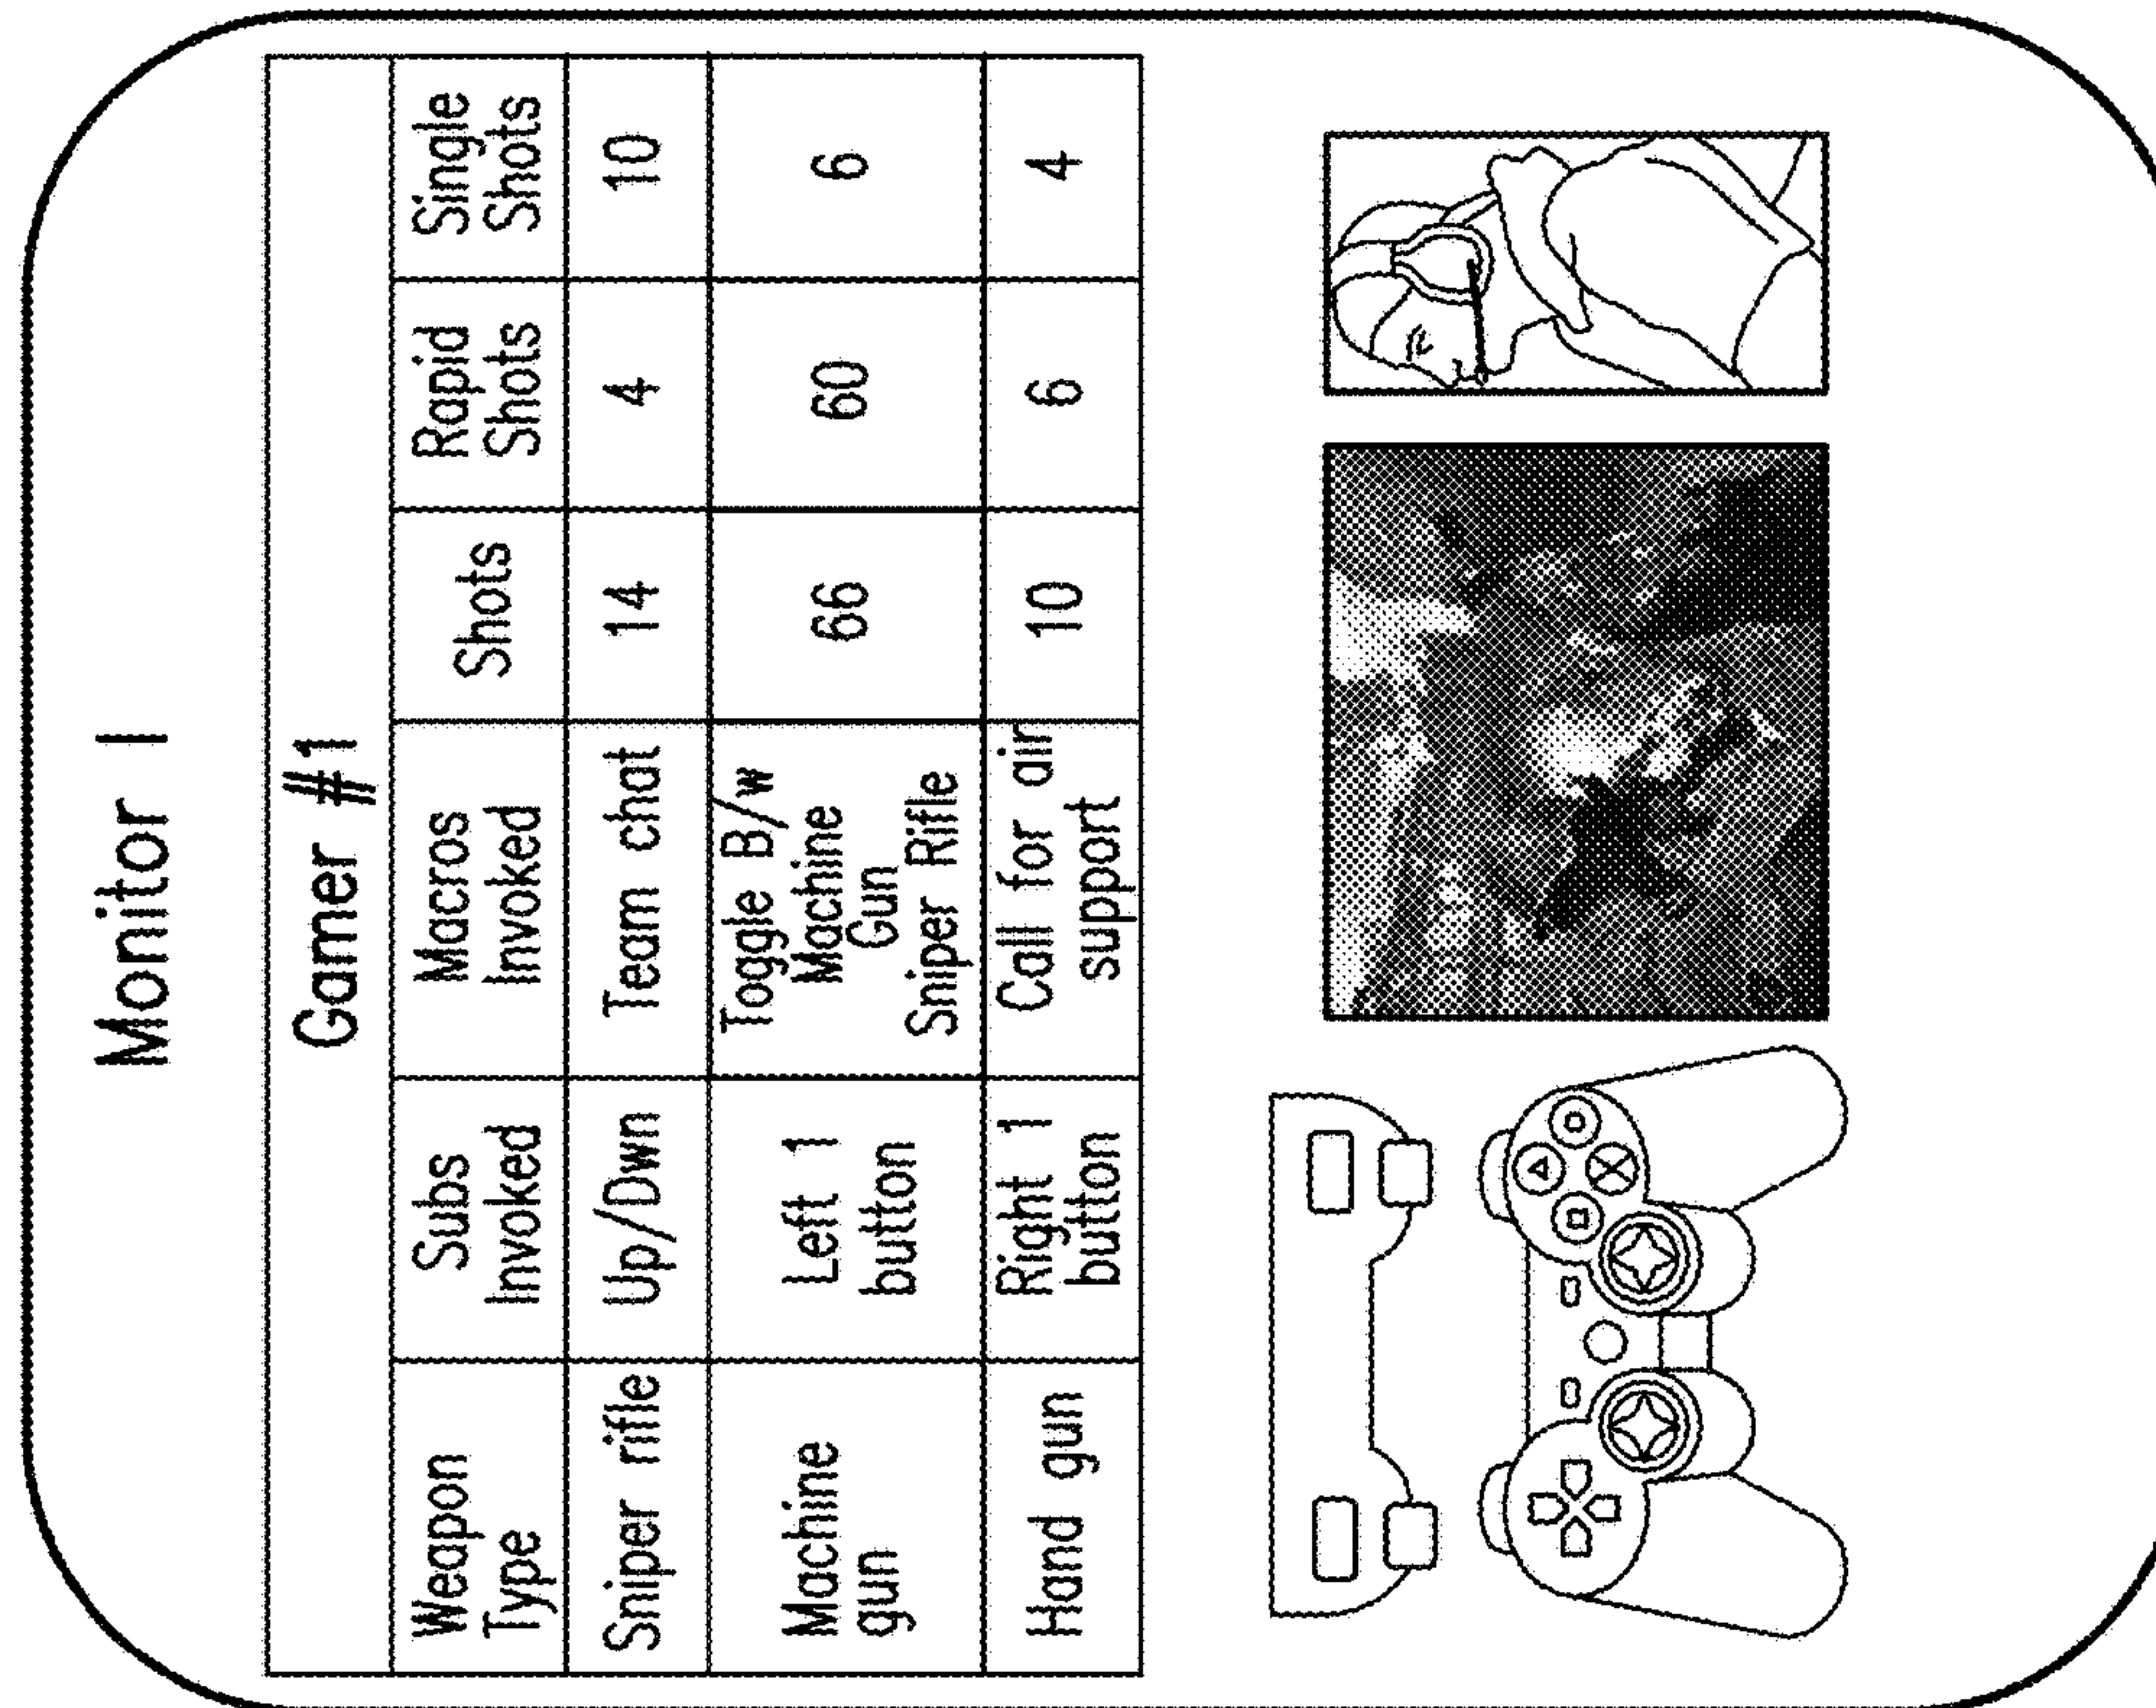 Monitor 1
Gamer #1
Weapon
Type
Subs
Invoked
Macros
Invoked
Shots
Rapid
Shots
Single
Shots
Sniper rifle
Up/Dwn
Team chat
14
4
10
Machine
gun
Left 1
button
Toggle B/w
Machine
Gun
Sniper Rifle
66
60
6
Hand gun
Right 1
button
Call for air
support
10
6
4